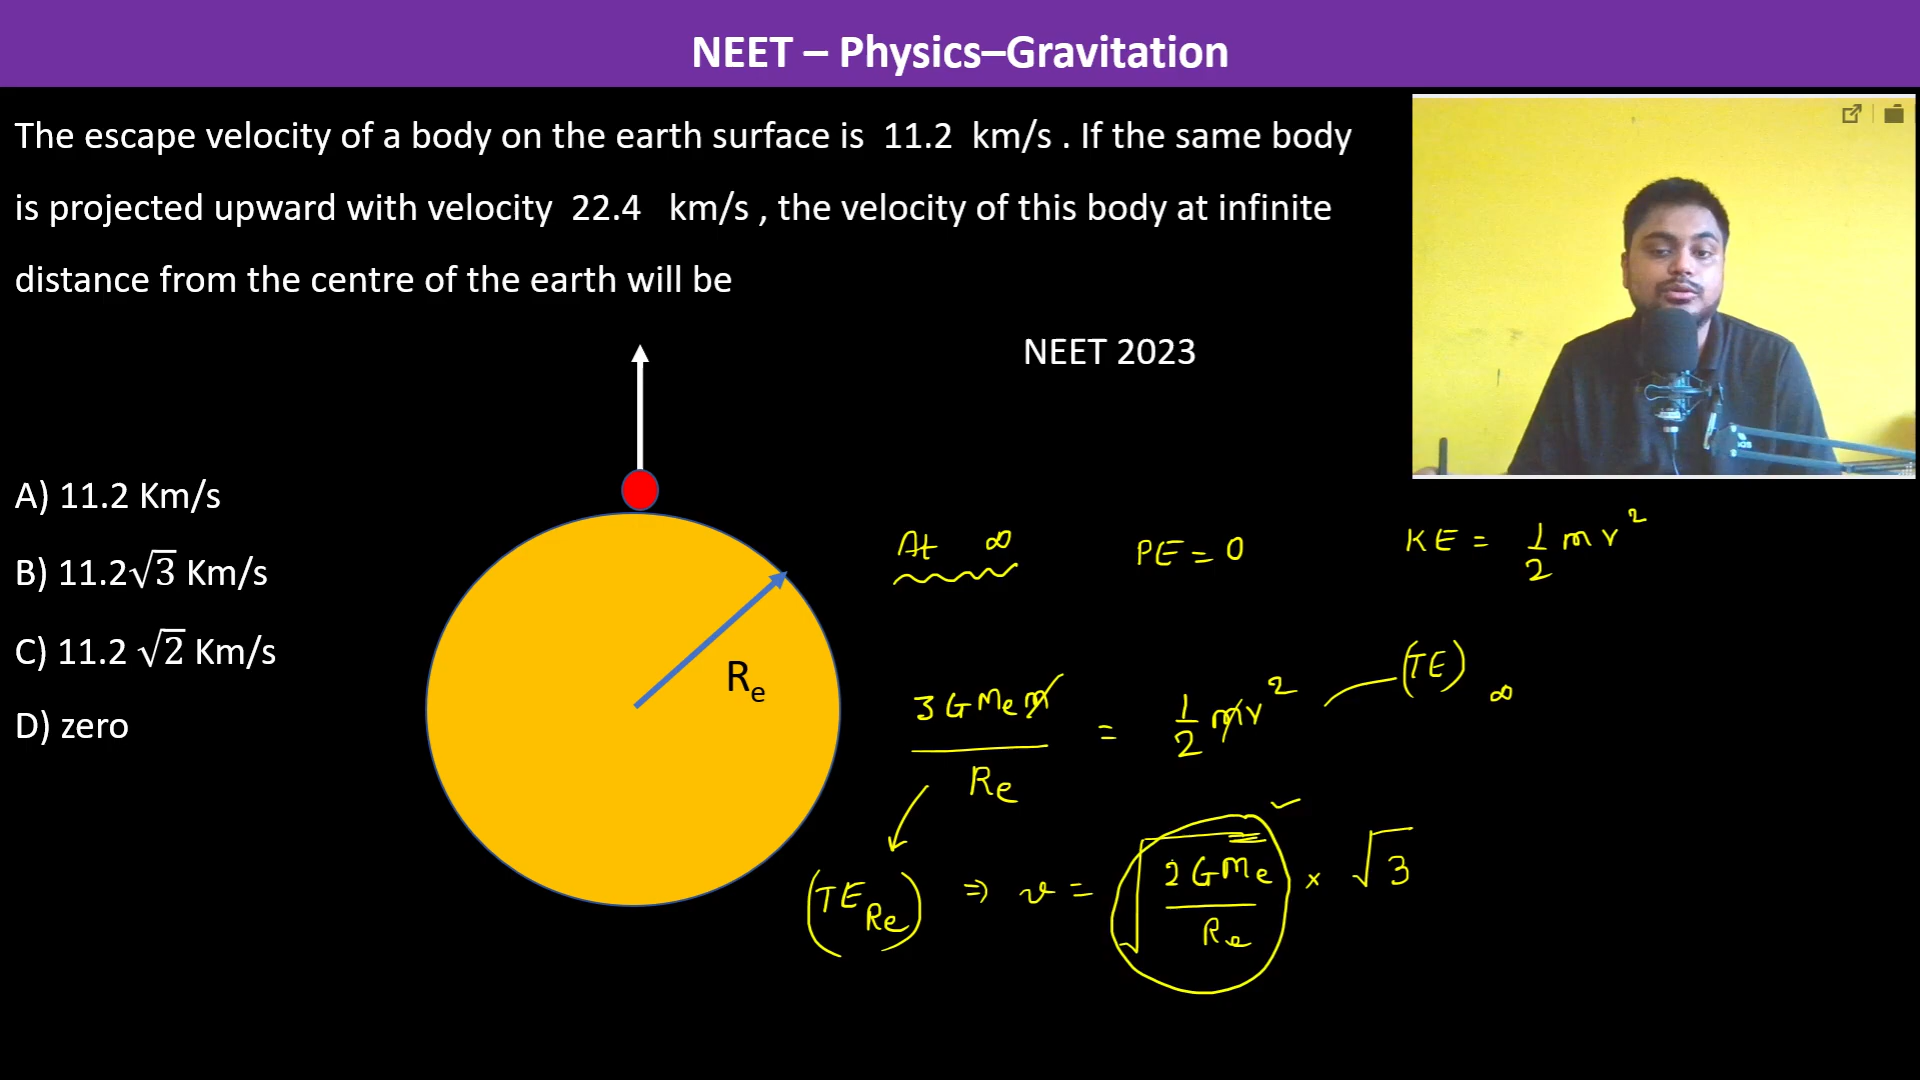 NEET – Physics–Gravitation
The escape velocity of a body on the earth surface is 11.2 km/s . If the same body
is projected upward with velocity 22.4 km/s , the velocity of this body at infinite
distance from the centre of the earth will be
NEET 2023
A) 11.2 Km/s
B) 11.2√3 Km/s
C) 11.2 √2 Km/s
D) zero
Re
At ∞ PE = 0 KE = 1/2 mv²
3GMem/Re = 1/2 mv² (TE)∞
(TE Re) ⇒ v = √(2GMe/Re) × √3